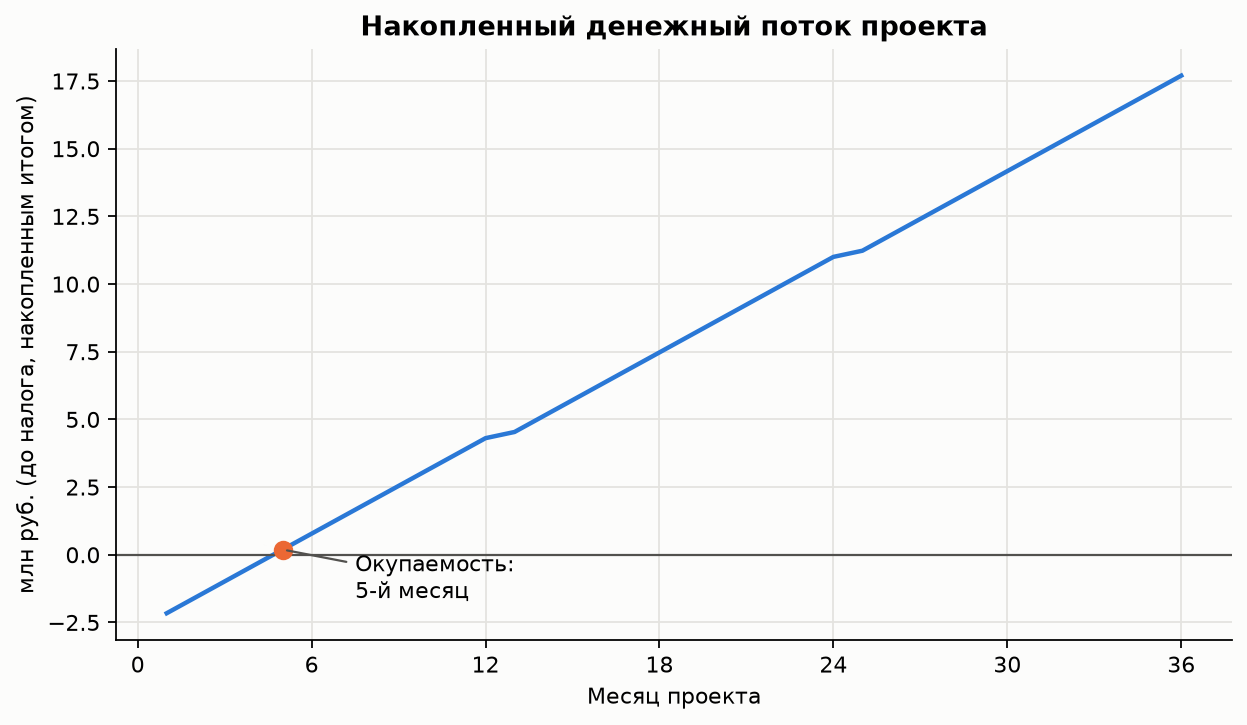 Накопленный денежный поток проекта
млн руб. (до налога, накопленным итогом)
17.5
15.0
12.5
10.0
7.5
5.0
2.5
0.0
−2.5
Окупаемость:
5-й месяц
0 6 12 18 24 30 36
Месяц проекта